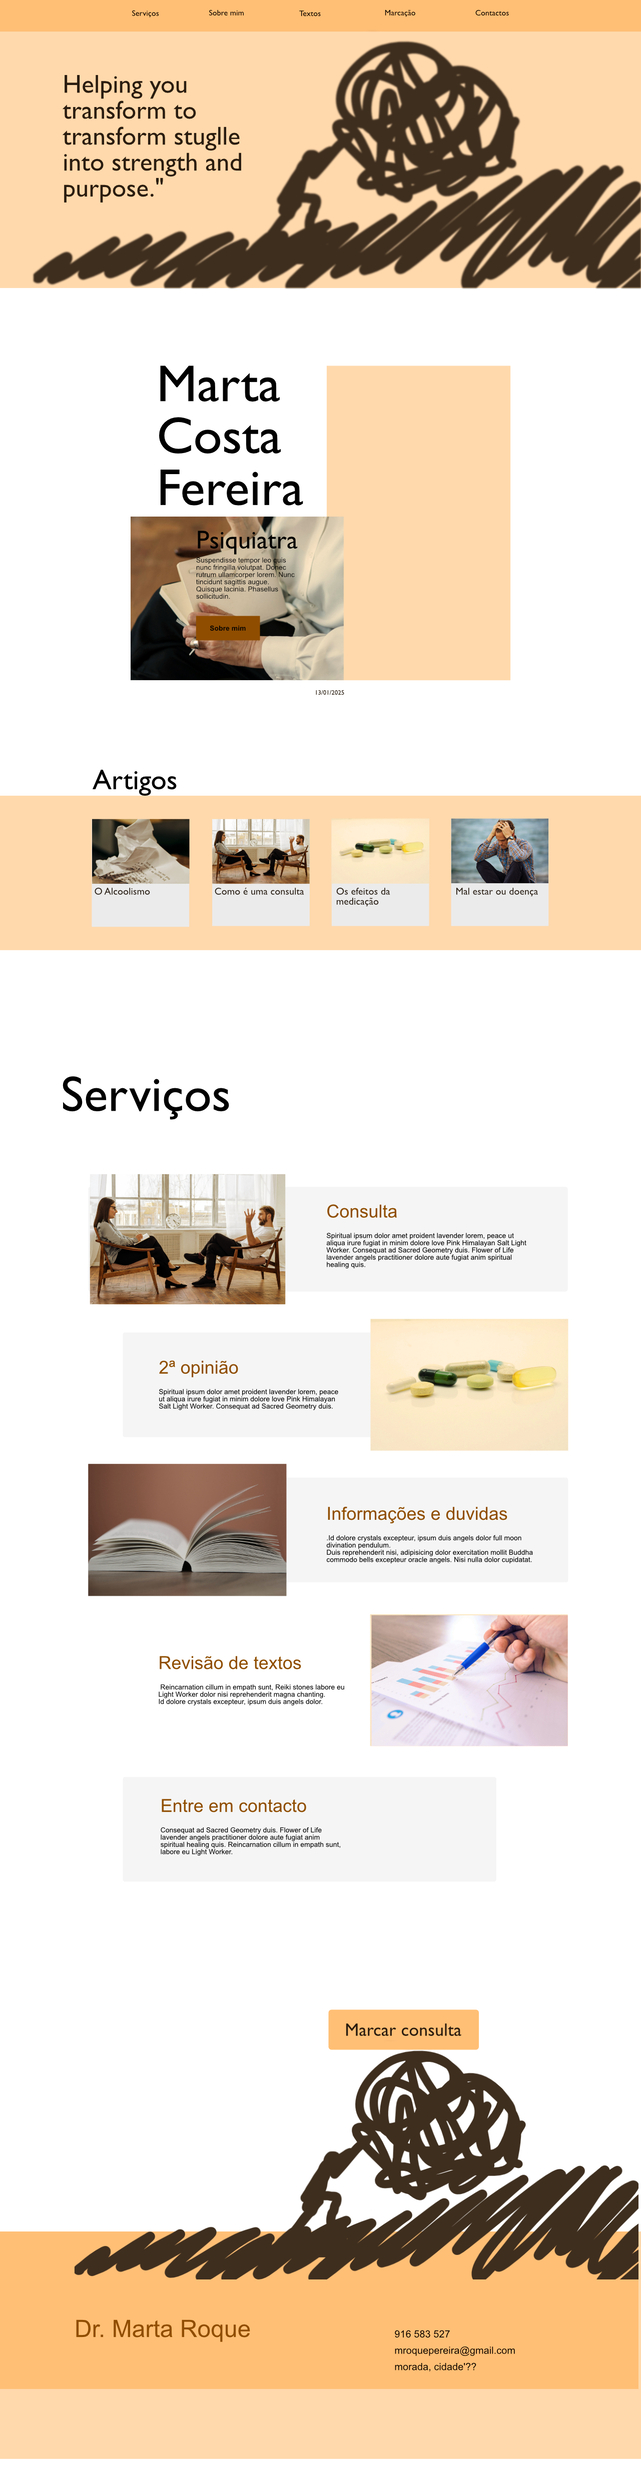 Serviços
Sobre mim
Textos
Marcação
Contactos
Helping you
transform to
transform stuglle
into strength and
purpose."
Marta
Costa
Fereira
Psiquiatra
Suspendisse tempor leo quis
nunc fringilla volutpat. Donec
rutrum ullamcorper lorem. Nunc
tincidunt sagittis augue.
Quisque lacinia. Phasellus
sollicitudin.
Sobre mim
13/01/2025
Artigos
O Alcoolismo
Como é uma consulta
Os efeitos da
medicação
Mal estar ou doença
Serviços
Consulta
Spiritual ipsum dolor amet proident lavender lorem, peace ut
aliqua irure fugiat in minim dolore love Pink Himalayan Salt Light
Worker. Consequat ad Sacred Geometry duis. Flower of Life
lavender angels practitioner dolore aute fugiat anim spiritual
healing quis.
2ª opinião
Spiritual ipsum dolor amet proident lavender lorem, peace
ut aliqua irure fugiat in minim dolore love Pink Himalayan
Salt Light Worker. Consequat ad Sacred Geometry duis.
Informações e duvidas
.Id dolore crystals excepteur, ipsum duis angels dolor full moon
divination pendulum.
Duis reprehenderit nisi, adipisicing dolor exercitation mollit Buddha
commodo bells excepteur oracle angels. Nisi nulla dolor cupidatat.
Revisão de textos
Reincarnation cillum in empath sunt, Reiki stones labore eu
Light Worker dolor nisi reprehenderit magna chanting.
Id dolore crystals excepteur, ipsum duis angels dolor.
Entre em contacto
Consequat ad Sacred Geometry duis. Flower of Life
lavender angels practitioner dolore aute fugiat anim
spiritual healing quis. Reincarnation cillum in empath sunt,
labore eu Light Worker.
Marcar consulta
Dr. Marta Roque
916 583 527
mroquepereira@gmail.com
morada, cidade'??